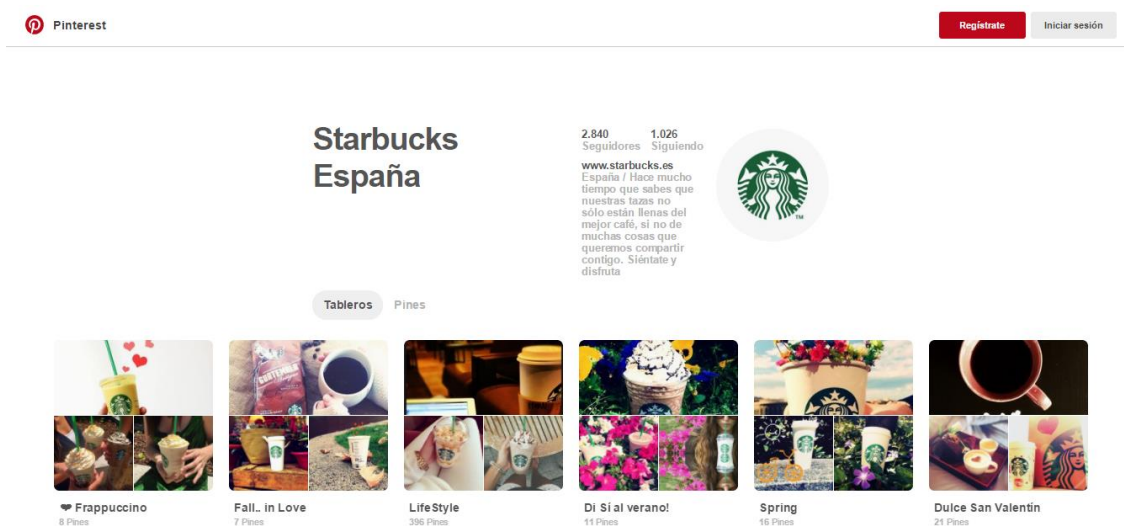 Pinterest
Regístrate
Iniciar sesión
Starbucks
España
2.840 1.026
Seguidores Siguiendo
www.starbucks.es
España / Hace mucho
tiempo que sabes que
nuestras tazas no
sólo están llenas del
mejor café, si no de
muchas cosas que
queremos compartir
contigo. Siéntate y
disfruta
TM
Tableros
Pines
GUATEMALA
❤ Frappuccino
8 Pines
Fall.. in Love
7 Pines
LifeStyle
396 Pines
Di Sí al verano!
11 Pines
Spring
16 Pines
Dulce San Valentín
21 Pines